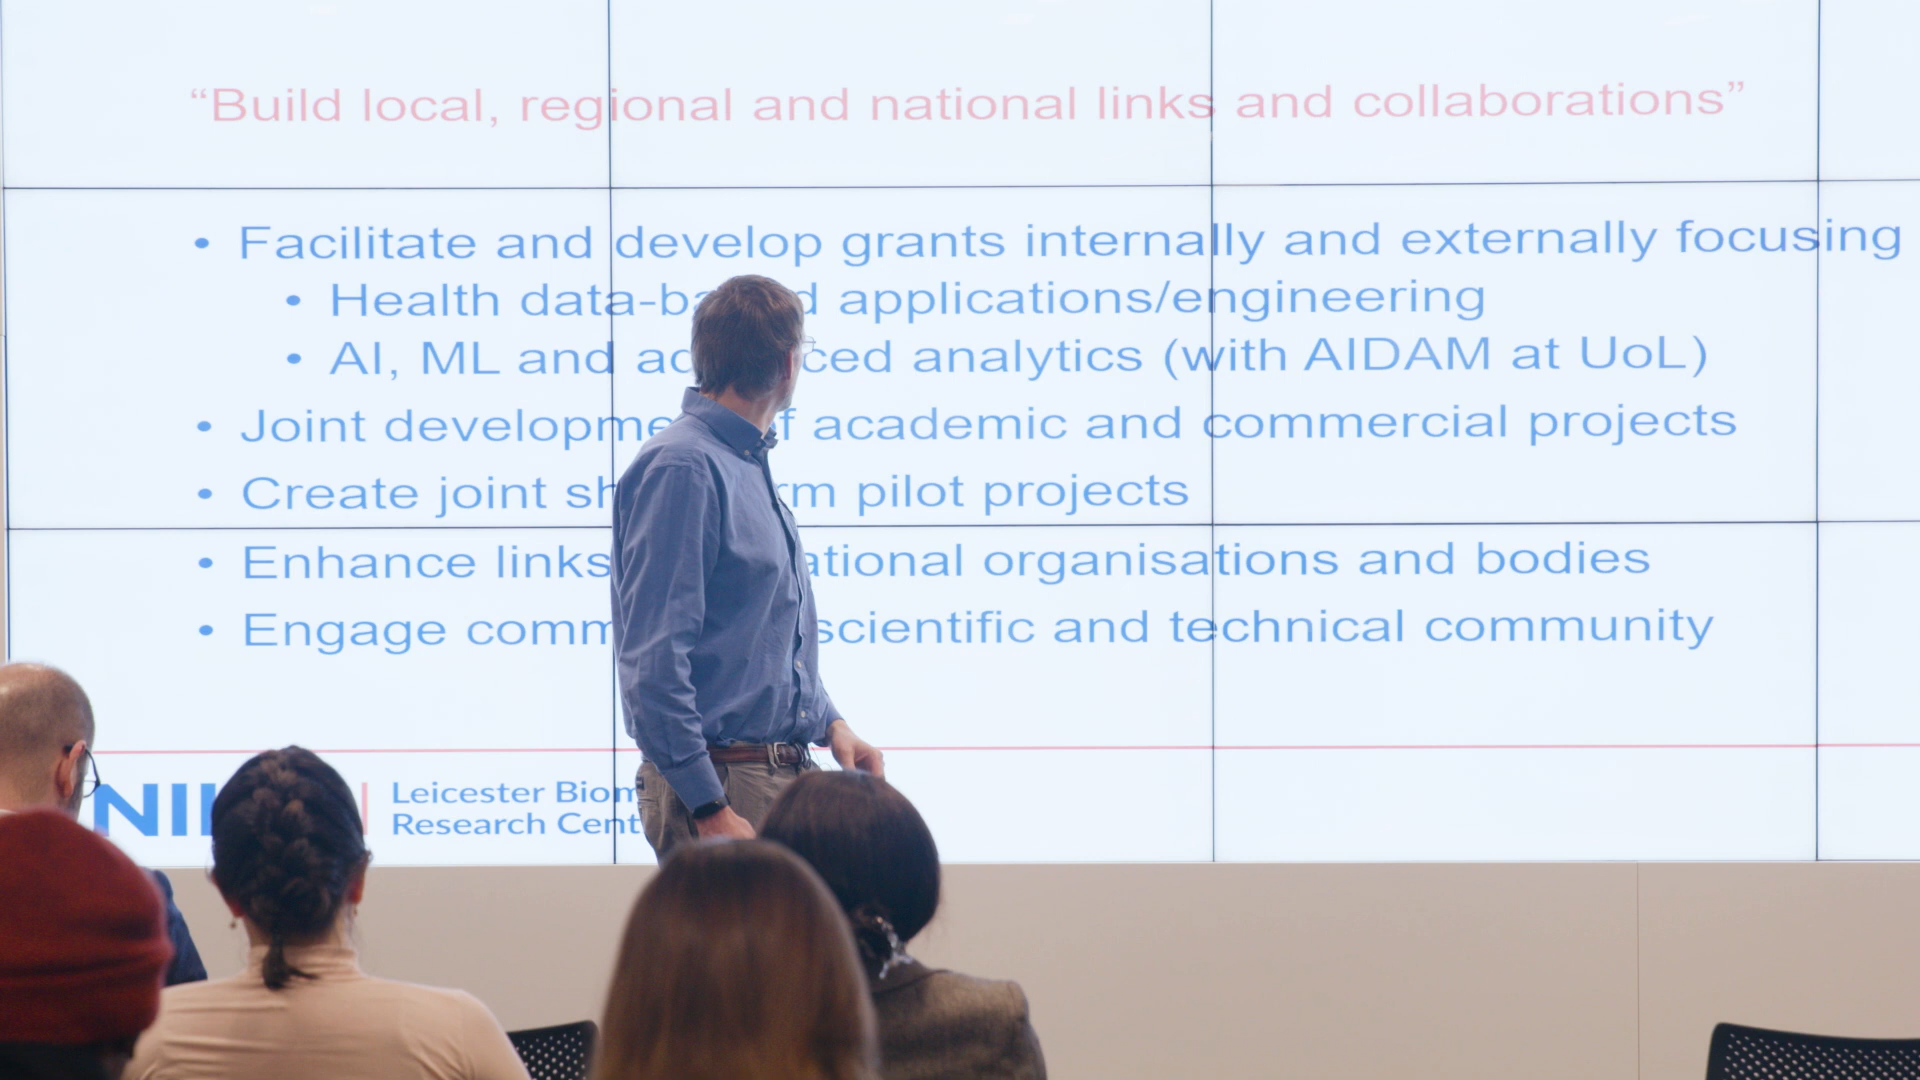 “Build local, regional and national links and collaborations”
• Facilitate and develop grants internally and externally focusing
• Health data-ba d applications/engineering
• AI, ML and ad ced analytics (with AIDAM at UoL)
• Joint developme f academic and commercial projects
• Create joint sh rm pilot projects
• Enhance links ational organisations and bodies
• Engage comm scientific and technical community
NI
Leicester Biom
Research Cent